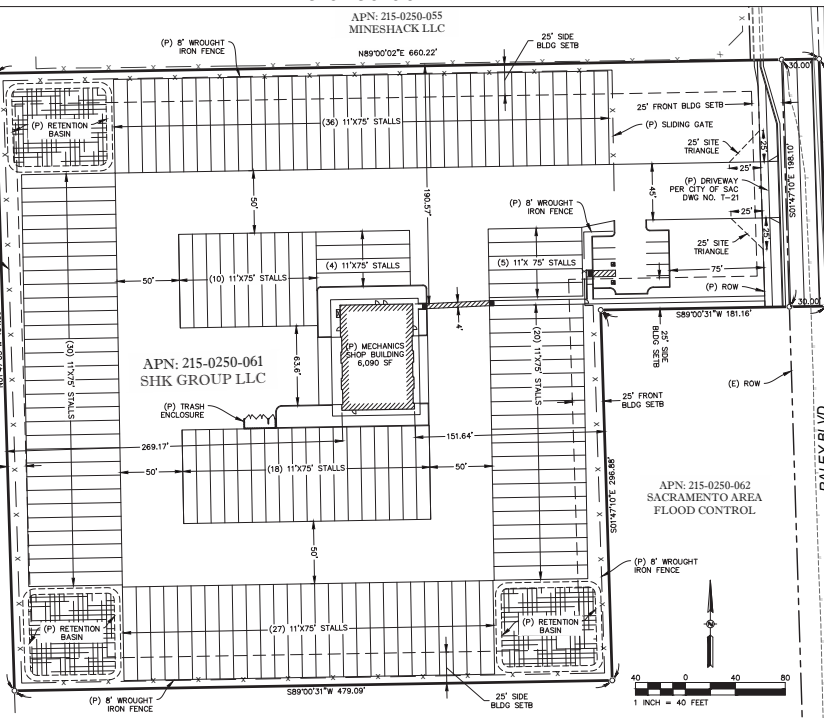 APN: 215-0250-055
MINESHACK LLC
N89°00'02"E 660.22'
(P) 8' WROUGHT
IRON FENCE
25' SIDE
BLDG SETB
30.00'
(P) RETENTION
BASIN
(36) 11'X75' STALLS
25' FRONT BLDG SETB
(P) SLIDING GATE
25' SITE
TRIANGLE
25'
25'
(P) DRIVEWAY
PER CITY OF SAC
DWG NO. T-21
S01°47'10"E 198.10'
50'
190.57'
45'
(P) 8' WROUGHT
IRON FENCE
25'
25'
25' SITE
TRIANGLE
75'
(P) ROW
30.00'
50'
(10) 11'X75' STALLS
(4) 11'X75' STALLS
(5) 11'X 75' STALLS
4'
S89°00'31"W 181.16'
25' SIDE
BLDG SETB
(30) 11'X75' STALLS
APN: 215-0250-061
SHK GROUP LLC
63.6'
(P) MECHANICS
SHOP BUILDING
6,090 SF
(20) 11'X75' STALLS
(E) ROW
25' FRONT
BLDG SETB
(P) TRASH
ENCLOSURE
269.17'
151.64'
50'
(18) 11'X75' STALLS
50'
S01°47'10"E 296.88'
APN: 215-0250-062
SACRAMENTO AREA
FLOOD CONTROL
50'
(P) 8' WROUGHT
IRON FENCE
(P) RETENTION
BASIN
(27) 11'X75' STALLS
(P) RETENTION
BASIN
S89°00'31"W 479.09'
(P) 8' WROUGHT
IRON FENCE
25' SIDE
BLDG SETB
40 0 20 40 80
1 INCH = 40 FEET